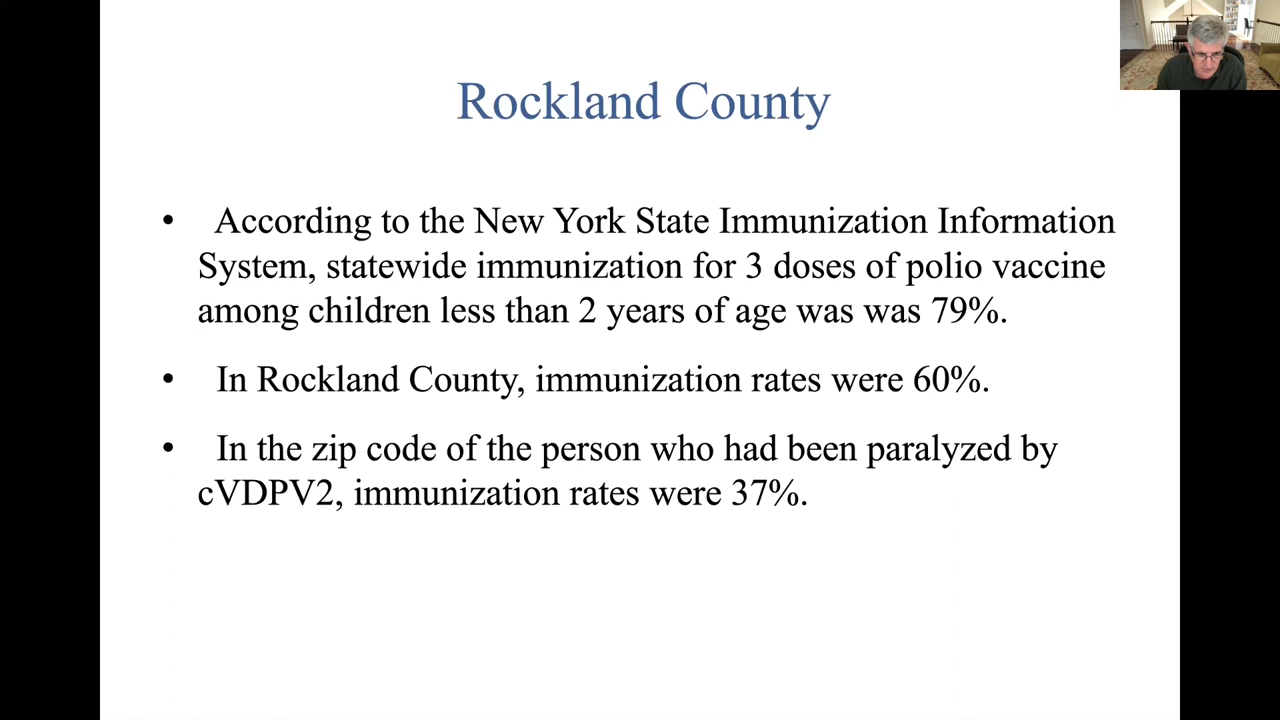 Rockland County
• According to the New York State Immunization Information
System, statewide immunization for 3 doses of polio vaccine
among children less than 2 years of age was was 79%.
• In Rockland County, immunization rates were 60%.
• In the zip code of the person who had been paralyzed by
cVDPV2, immunization rates were 37%.